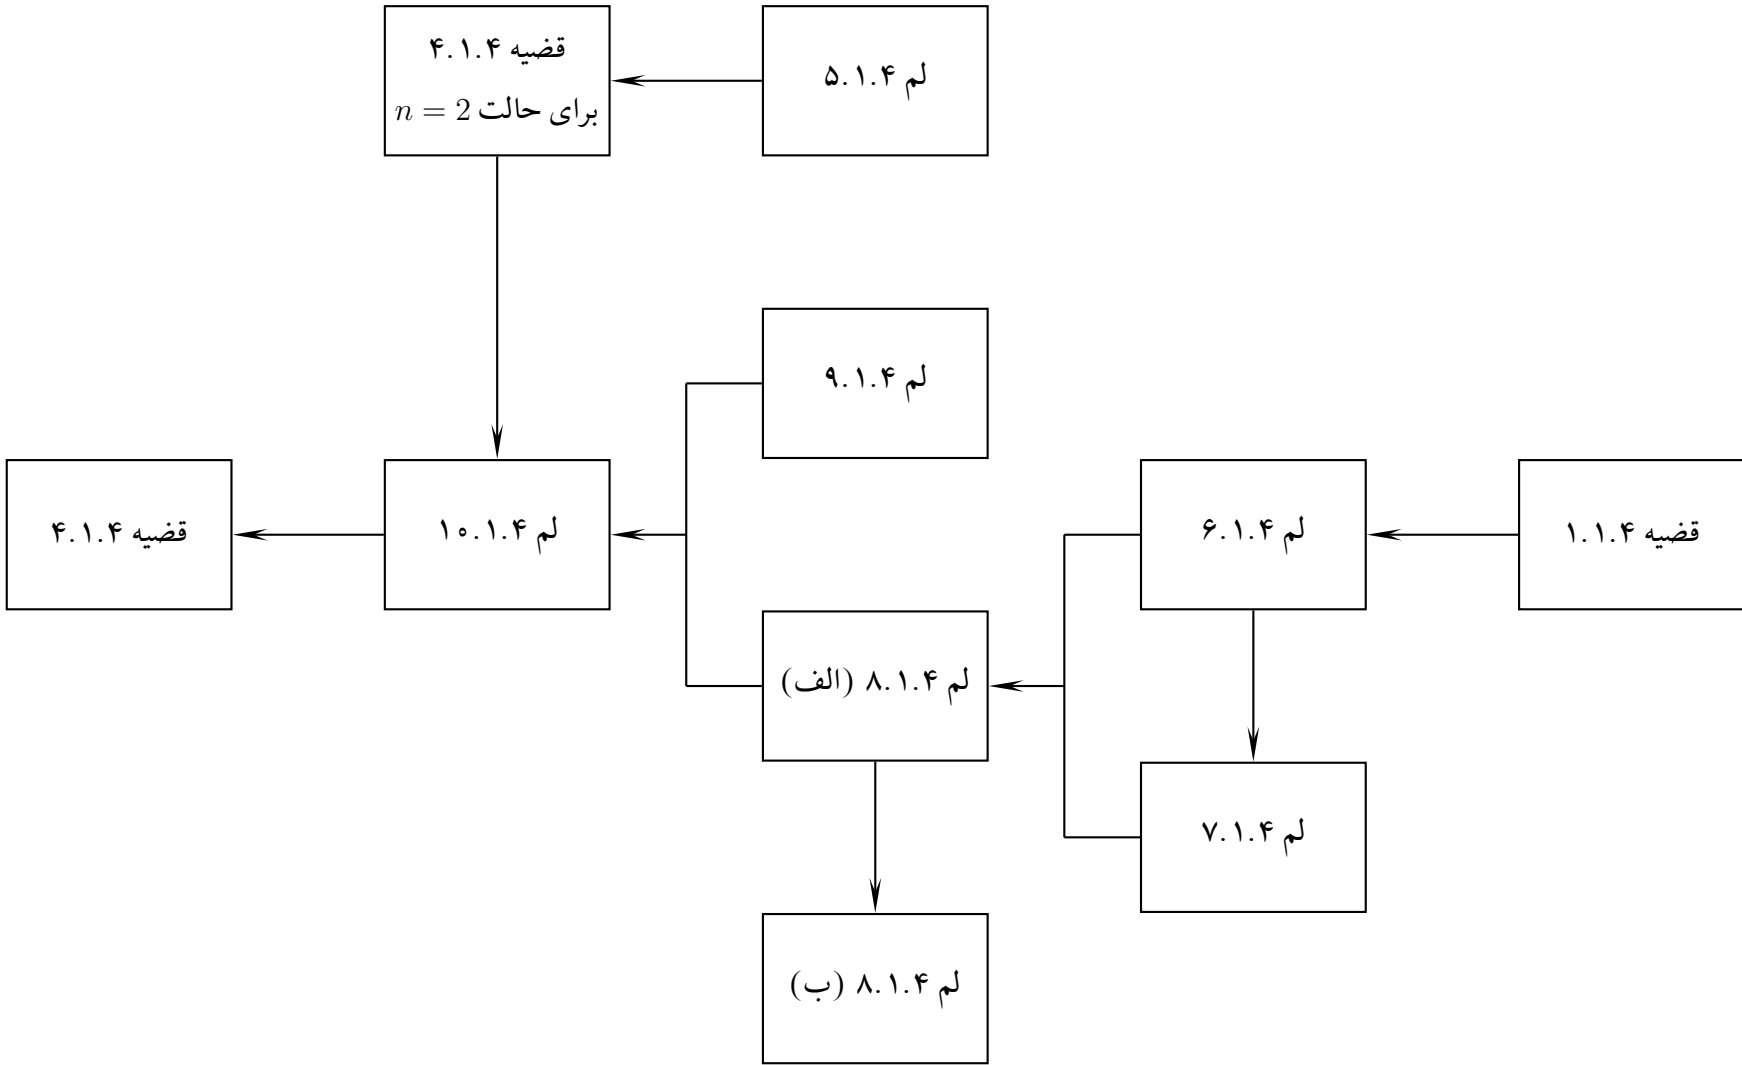 لم ۵.۱.۴
قضیه ۴.۱.۴
برای حالت n = 2
لم ۹.۱.۴
قضیه ۱.۱.۴
لم ۶.۱.۴
لم ۱۰.۱.۴
قضیه ۴.۱.۴
لم ۸.۱.۴ (الف)
لم ۷.۱.۴
لم ۸.۱.۴ (ب)